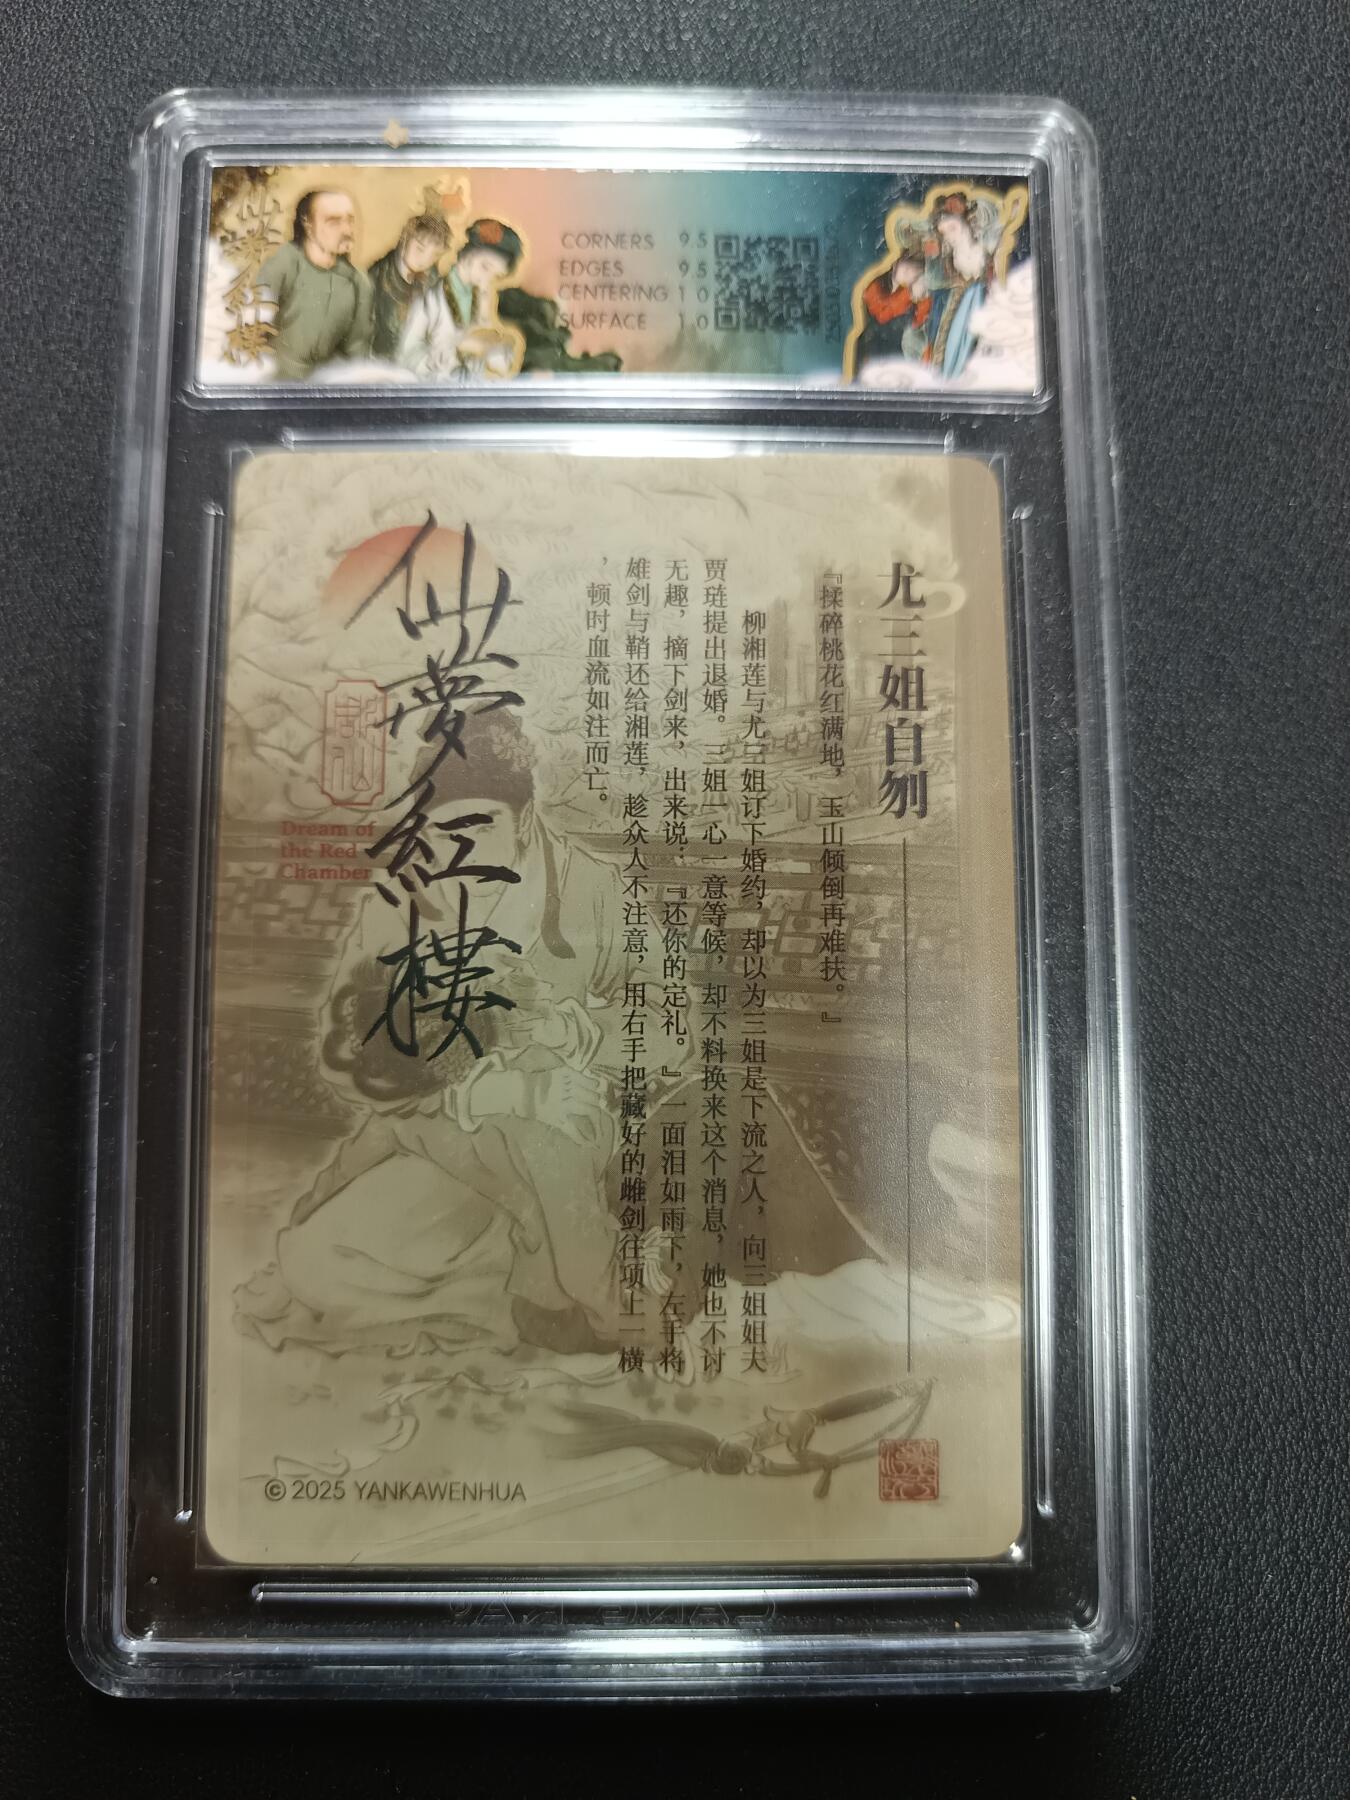 仙夢紅樓
CORNERS 9.5
EDGES 9.5
CENTERING 10
SURFACE 10
尤三姐自刎
『揉碎桃花红满地，玉山倾倒再难扶。』
柳湘莲与尤三姐订下婚约，却以为三姐是下流之人，向三姐姐夫
贾琏提出退婚。三姐一心一意等候，却不料换来这个消息，她也不讨
无趣，摘下剑来，出来说：『还你的定礼。』一面泪如雨下，左手将
雄剑与鞘还给湘莲，趁众人不注意，用右手把藏好的雌剑往项上一横
，顿时血流如注而亡。
仙夢紅樓
Dream of
the Red
Chamber
© 2025 YANKAWENHUA